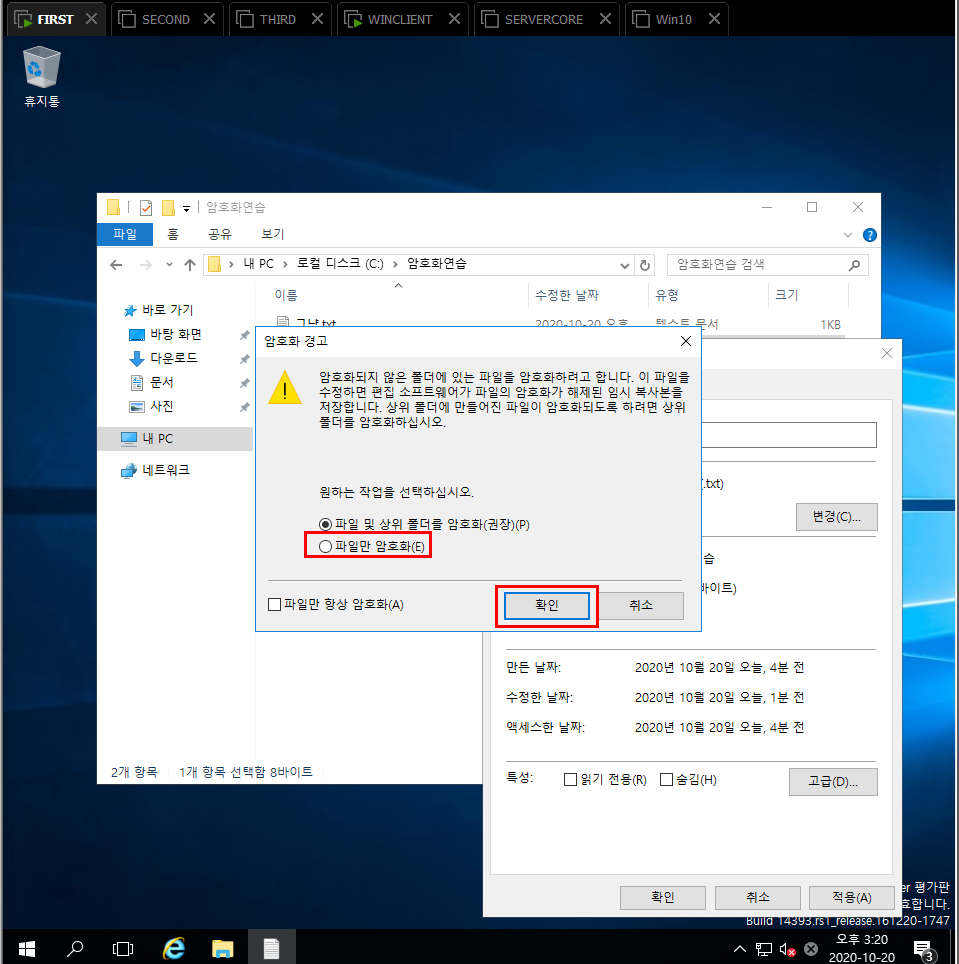 FIRST
SECOND
THIRD
WINCLIENT
SERVERCORE
Win10
휴지통
암호화연습
파일
홈
공유
보기
내 PC
로컬 디스크 (C:)
암호화연습
암호화연습 검색
이름
수정한 날짜
유형
크기
그냥.txt
2020-10-20 오후
텍스트 문서
1KB
바로 가기
바탕 화면
다운로드
문서
사진
내 PC
네트워크
암호화 경고
암호화되지 않은 폴더에 있는 파일을 암호화하려고 합니다. 이 파일을
수정하면 편집 소프트웨어가 파일의 암호화가 해제된 임시 복사본을
저장합니다. 상위 폴더에 만들어진 파일이 암호화되도록 하려면 상위
폴더를 암호화하십시오.
원하는 작업을 선택하십시오.
파일 및 상위 폴더를 암호화(권장)(P)
파일만 암호화(E)
파일만 항상 암호화(A)
확인
취소
(.txt)
변경(C)...
습
바이트)
만든 날짜:
2020년 10월 20일 오늘, 4분 전
수정한 날짜:
2020년 10월 20일 오늘, 1분 전
액세스한 날짜:
2020년 10월 20일 오늘, 4분 전
특성:
읽기 전용(R)
숨김(H)
고급(D)...
2개 항목
1개 항목 선택함 8바이트
확인
취소
적용(A)
er 평가판
효합니다.
Build 14393.rs1_release.161220-1747
오후 3:20
2020-10-20
3